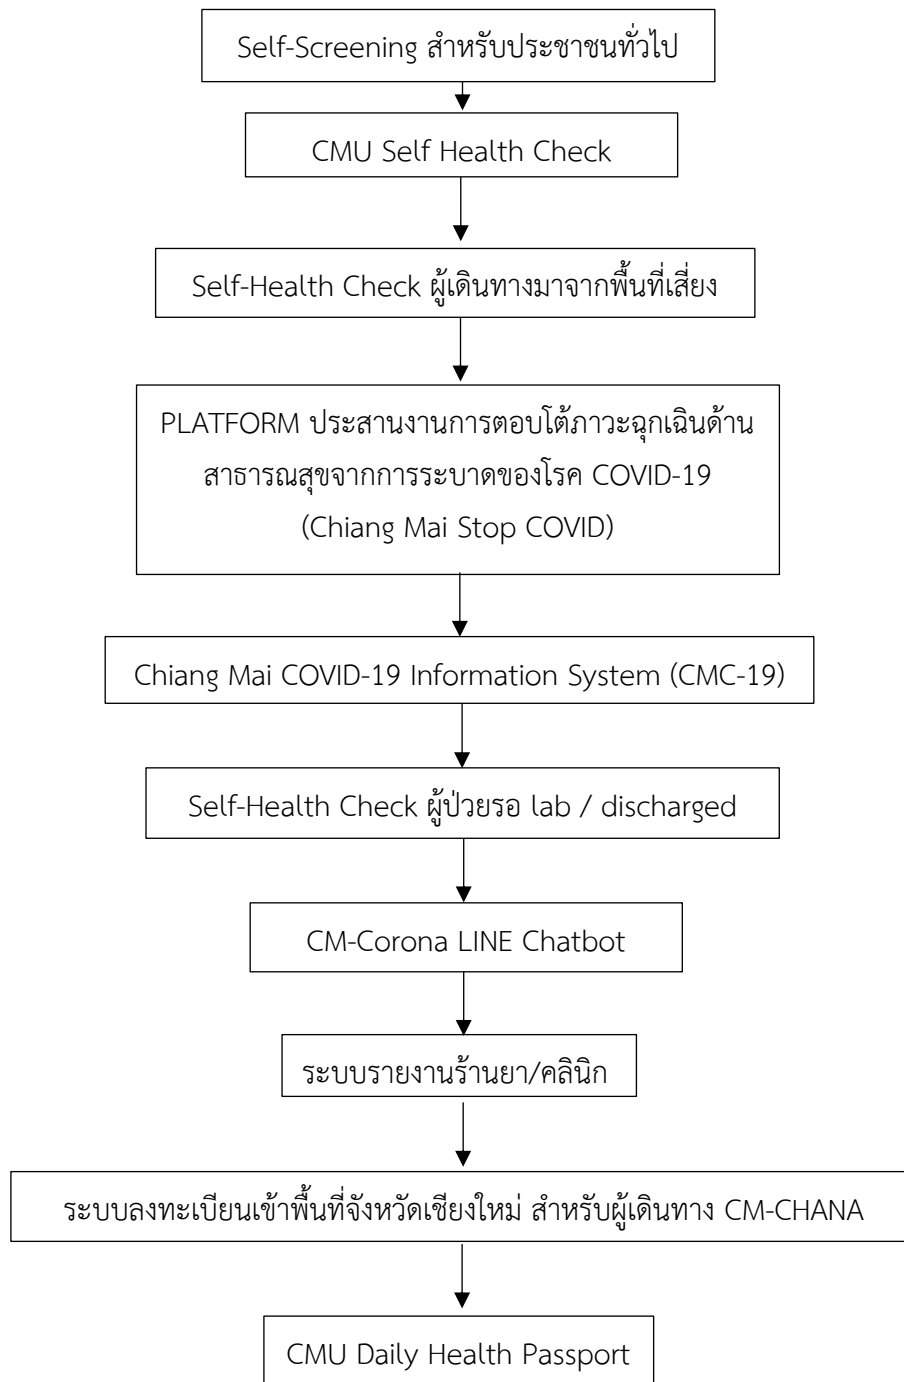 Self-Screening สำหรับประชาชนทั่วไป
CMU Self Health Check
Self-Health Check ผู้เดินทางมาจากพื้นที่เสี่ยง
PLATFORM ประสานงานการตอบโต้ภาวะฉุกเฉินด้าน
สาธารณสุขจากการระบาดของโรค COVID-19
(Chiang Mai Stop COVID)
Chiang Mai COVID-19 Information System (CMC-19)
Self-Health Check ผู้ป่วยรอ lab / discharged
CM-Corona LINE Chatbot
ระบบรายงานร้านยา/คลินิก
ระบบลงทะเบียนเข้าพื้นที่จังหวัดเชียงใหม่ สำหรับผู้เดินทาง CM-CHANA
CMU Daily Health Passport